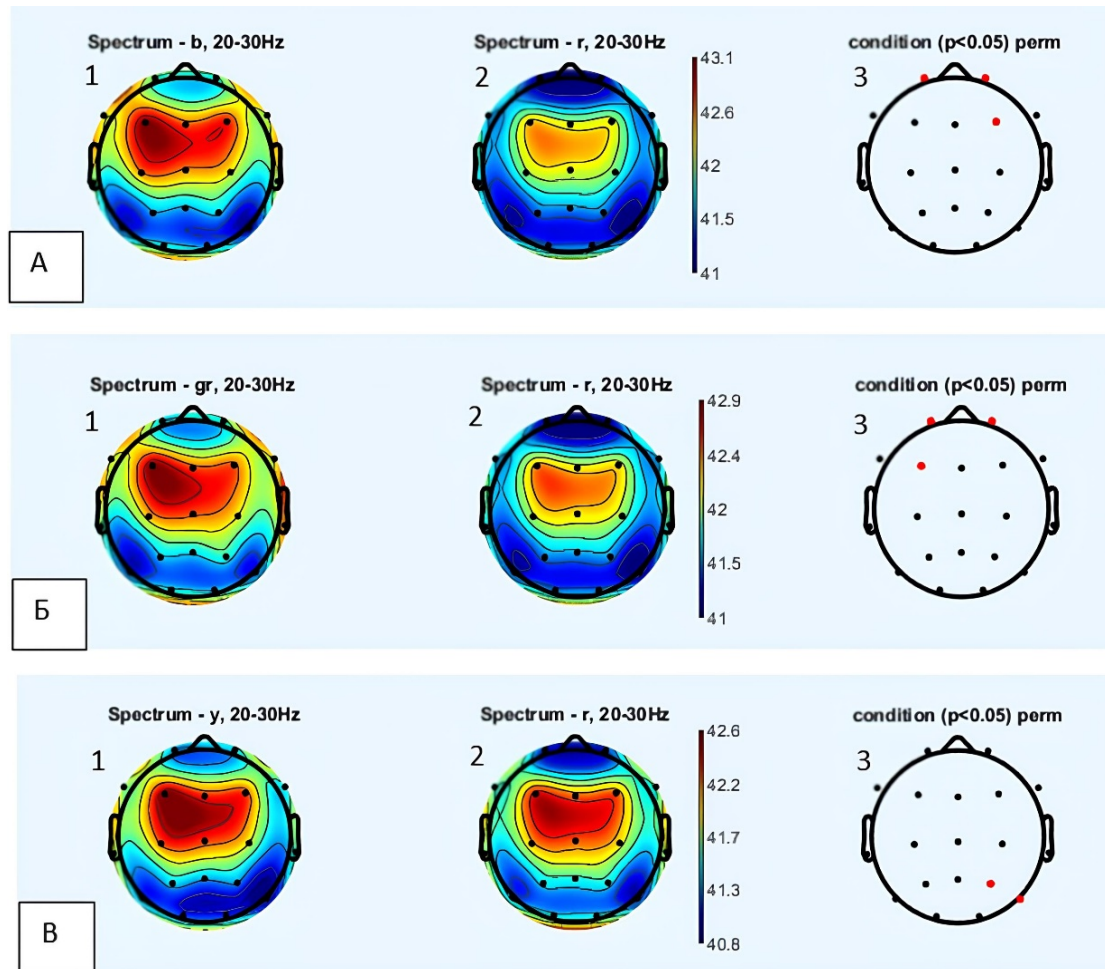 Spectrum - b, 20-30Hz
Spectrum - r, 20-30Hz
condition (p<0.05) perm
1
2
3
43.1
42.6
42
41.5
41
А
Spectrum - gr, 20-30Hz
Spectrum - r, 20-30Hz
condition (p<0.05) perm
1
2
3
42.9
42.4
42
41.5
41
Б
Spectrum - y, 20-30Hz
Spectrum - r, 20-30Hz
condition (p<0.05) perm
1
2
3
42.6
42.2
41.7
41.3
40.8
В